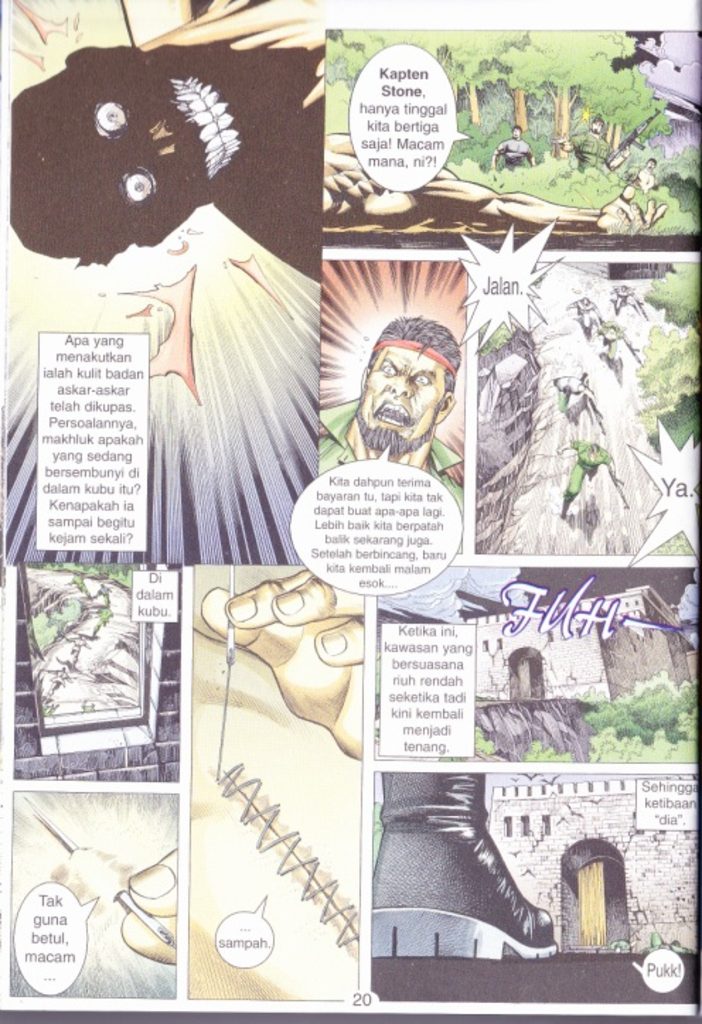 Kapten
Stone,
hanya tinggal
kita bertiga
saja! Macam
mana, ni?!
Apa yang
menakutkan
ialah kulit badan
askar-askar
telah dikupas.
Persoalannya,
makhluk apakah
yang sedang
bersembunyi di
dalam kubu itu?
Kenapakah ia
sampai begitu
kejam sekali?
Jalan.
Kita dahpun terima
bayaran tu, tapi kita tak
dapat buat apa-apa lagi.
Lebih baik kita berpatah
balik sekarang juga.
Setelah berbincang, baru
kita kembali malam
esok....
Ya.
Di
dalam
kubu.
FUH
Ketika ini,
kawasan yang
bersuasana
riuh rendah
seketika tadi
kini kembali
menjadi
tenang.
Tak
guna
betul,
macam
...
...
sampah.
Sehingga
ketibaan
"dia".
Pukk!
20